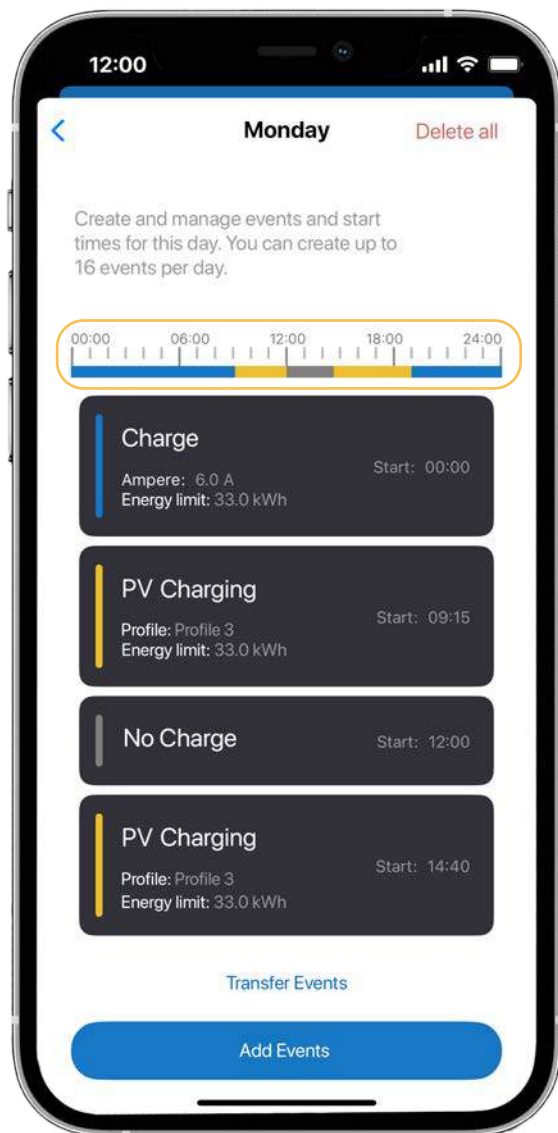 12:00
Monday
Delete all
Create and manage events and start
times for this day. You can create up to
16 events per day.
00:00 06:00 12:00 18:00 24:00
Charge
Ampere: 6.0 A
Start: 00:00
Energy limit: 33.0 kWh
PV Charging
Profile: Profile 3
Start: 09:15
Energy limit: 33.0 kWh
No Charge
Start: 12:00
PV Charging
Profile: Profile 3
Start: 14:40
Energy limit: 33.0 kWh
Transfer Events
Add Events